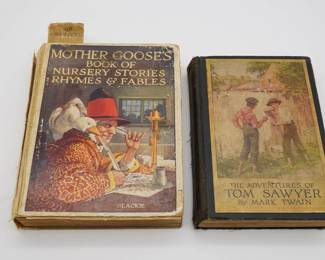 MOTHER GOOSE'S
BOOK OF
NURSERY STORIES
RHYMES & FABLES
BLACKIE
THE ADVENTURES OF
TOM SAWYER
By MARK TWAIN